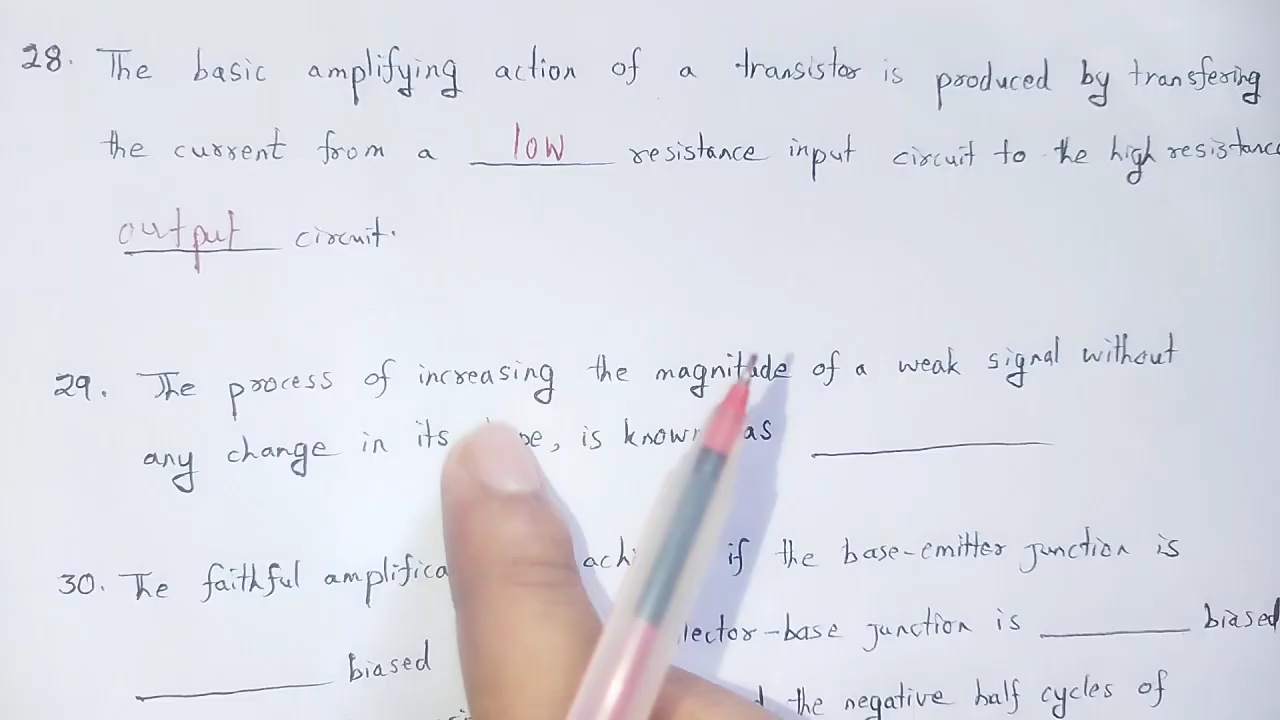 28. The basic amplifying action of a transistor is produced by transfering
the current from a low resistance input circuit to the high resistance
output circuit.
29. The process of increasing the magnitude of a weak signal without
any change in its, is known as
30. The faithful if the base-emitter junction is
biased -base junction is biased
the negative half cycles of